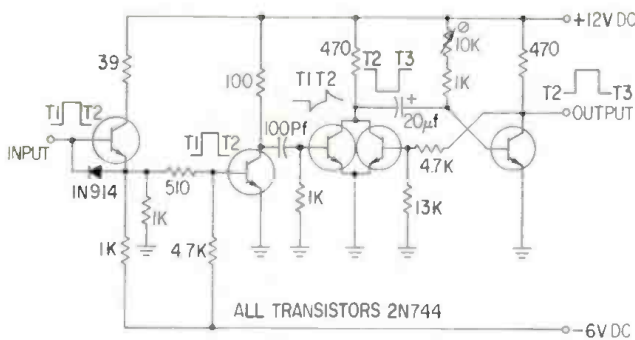 +12V DC
39
470
Ø
10K
470
T2
T3
T1 T2
100
1K
T2
T3
+
20µf
OUTPUT
T1
T2
T1
T2
100Pf
INPUT
4.7K
1N914
510
1K
1K
13K
1K
4.7K
ALL TRANSISTORS 2N744
-6V DC